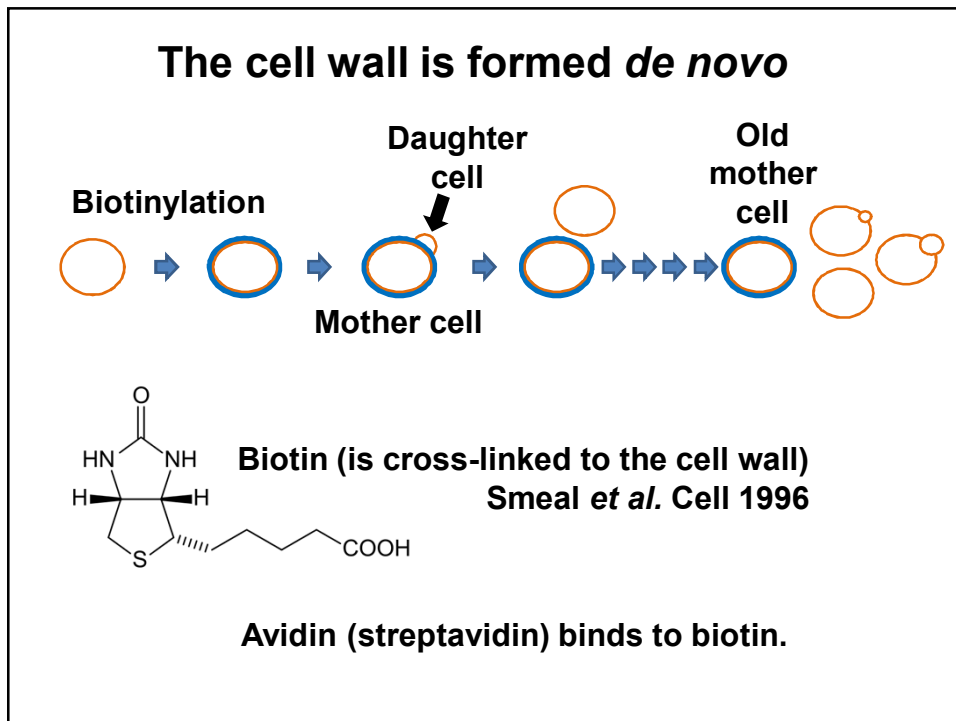 The cell wall is formed de novo
Daughter
cell
Old
mother
cell
Biotinylation
Mother cell
O
HN NH
H H
S
COOH
Biotin (is cross-linked to the cell wall)
Smeal et al. Cell 1996
Avidin (streptavidin) binds to biotin.